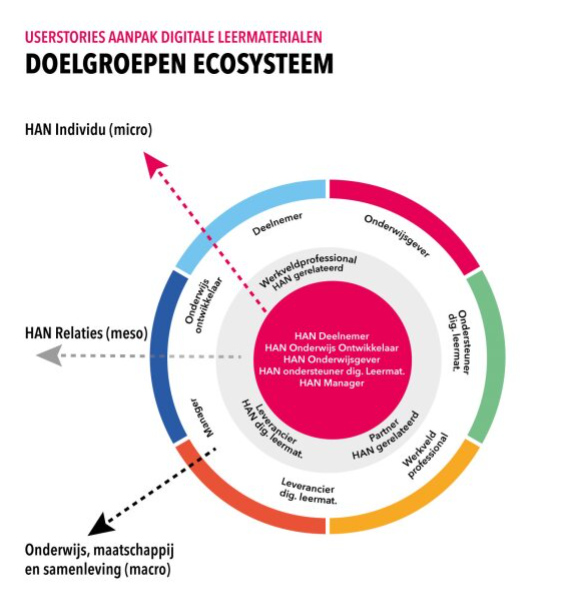 USERSTORIES AANPAK DIGITALE LEERMATERIALEN
DOELGROEPEN ECOSYSTEEM
HAN Individu (micro)
Deelnemer
Onderwijsgever
Werkveldprofessional
HAN gerelateerd
Onderwijs
ontwikkelaar
Ondersteuner
dig. leermat.
HAN Relaties (meso)
HAN Deelnemer
HAN Onderwijs Ontwikkelaar
HAN Onderwijsgever
HAN ondersteuner dig. Leermat.
HAN Manager
Manager
Leverancier
HAN dig. leermat.
Partner
HAN gerelateerd
Werkveld
professional
Leverancier
dig. leermat.
Onderwijs, maatschappij
en samenleving (macro)